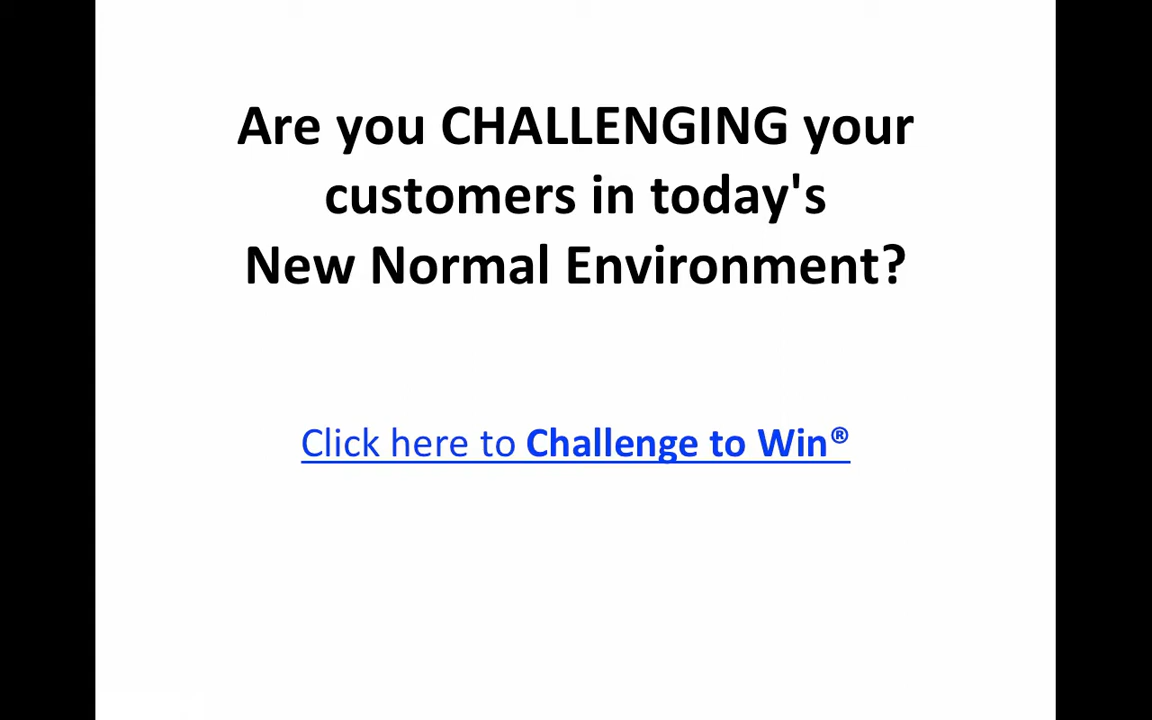 Are you CHALLENGING your
customers in today's
New Normal Environment?
Click here to Challenge to Win®